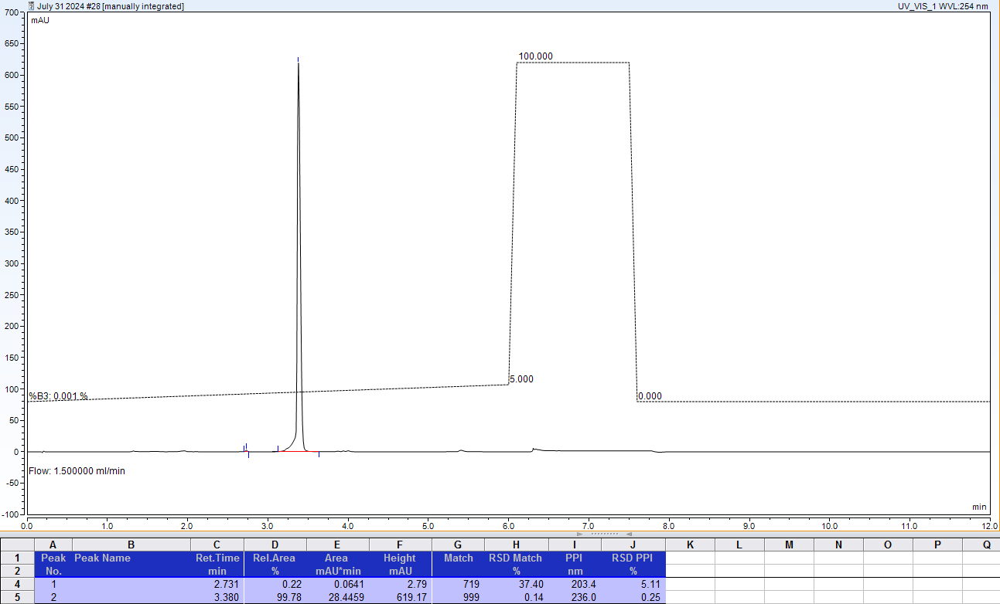 July 31 2024 #28 [manually integrated]
UV_VIS_1 WVL:254 nm
mAU
700
650
600
550
500
450
400
350
300
250
200
150
100
50
0
-50
-100
100.000
5.000
%B3: 0.001 %
0.000
Flow: 1.500000 ml/min
min
0.0 1.0 2.0 3.0 4.0 5.0 6.0 7.0 8.0 9.0 10.0 11.0 12.0
A B C D E F G H I J K L M N O P Q
1 Peak Peak Name Ret.Time Rel.Area Area Height Match RSD Match PPI RSD PPI
2 No. min % mAU*min mAU % nm %
4 1 2.731 0.22 0.0641 2.79 719 37.40 203.4 5.11
5 2 3.380 99.78 28.4459 619.17 999 0.14 236.0 0.25